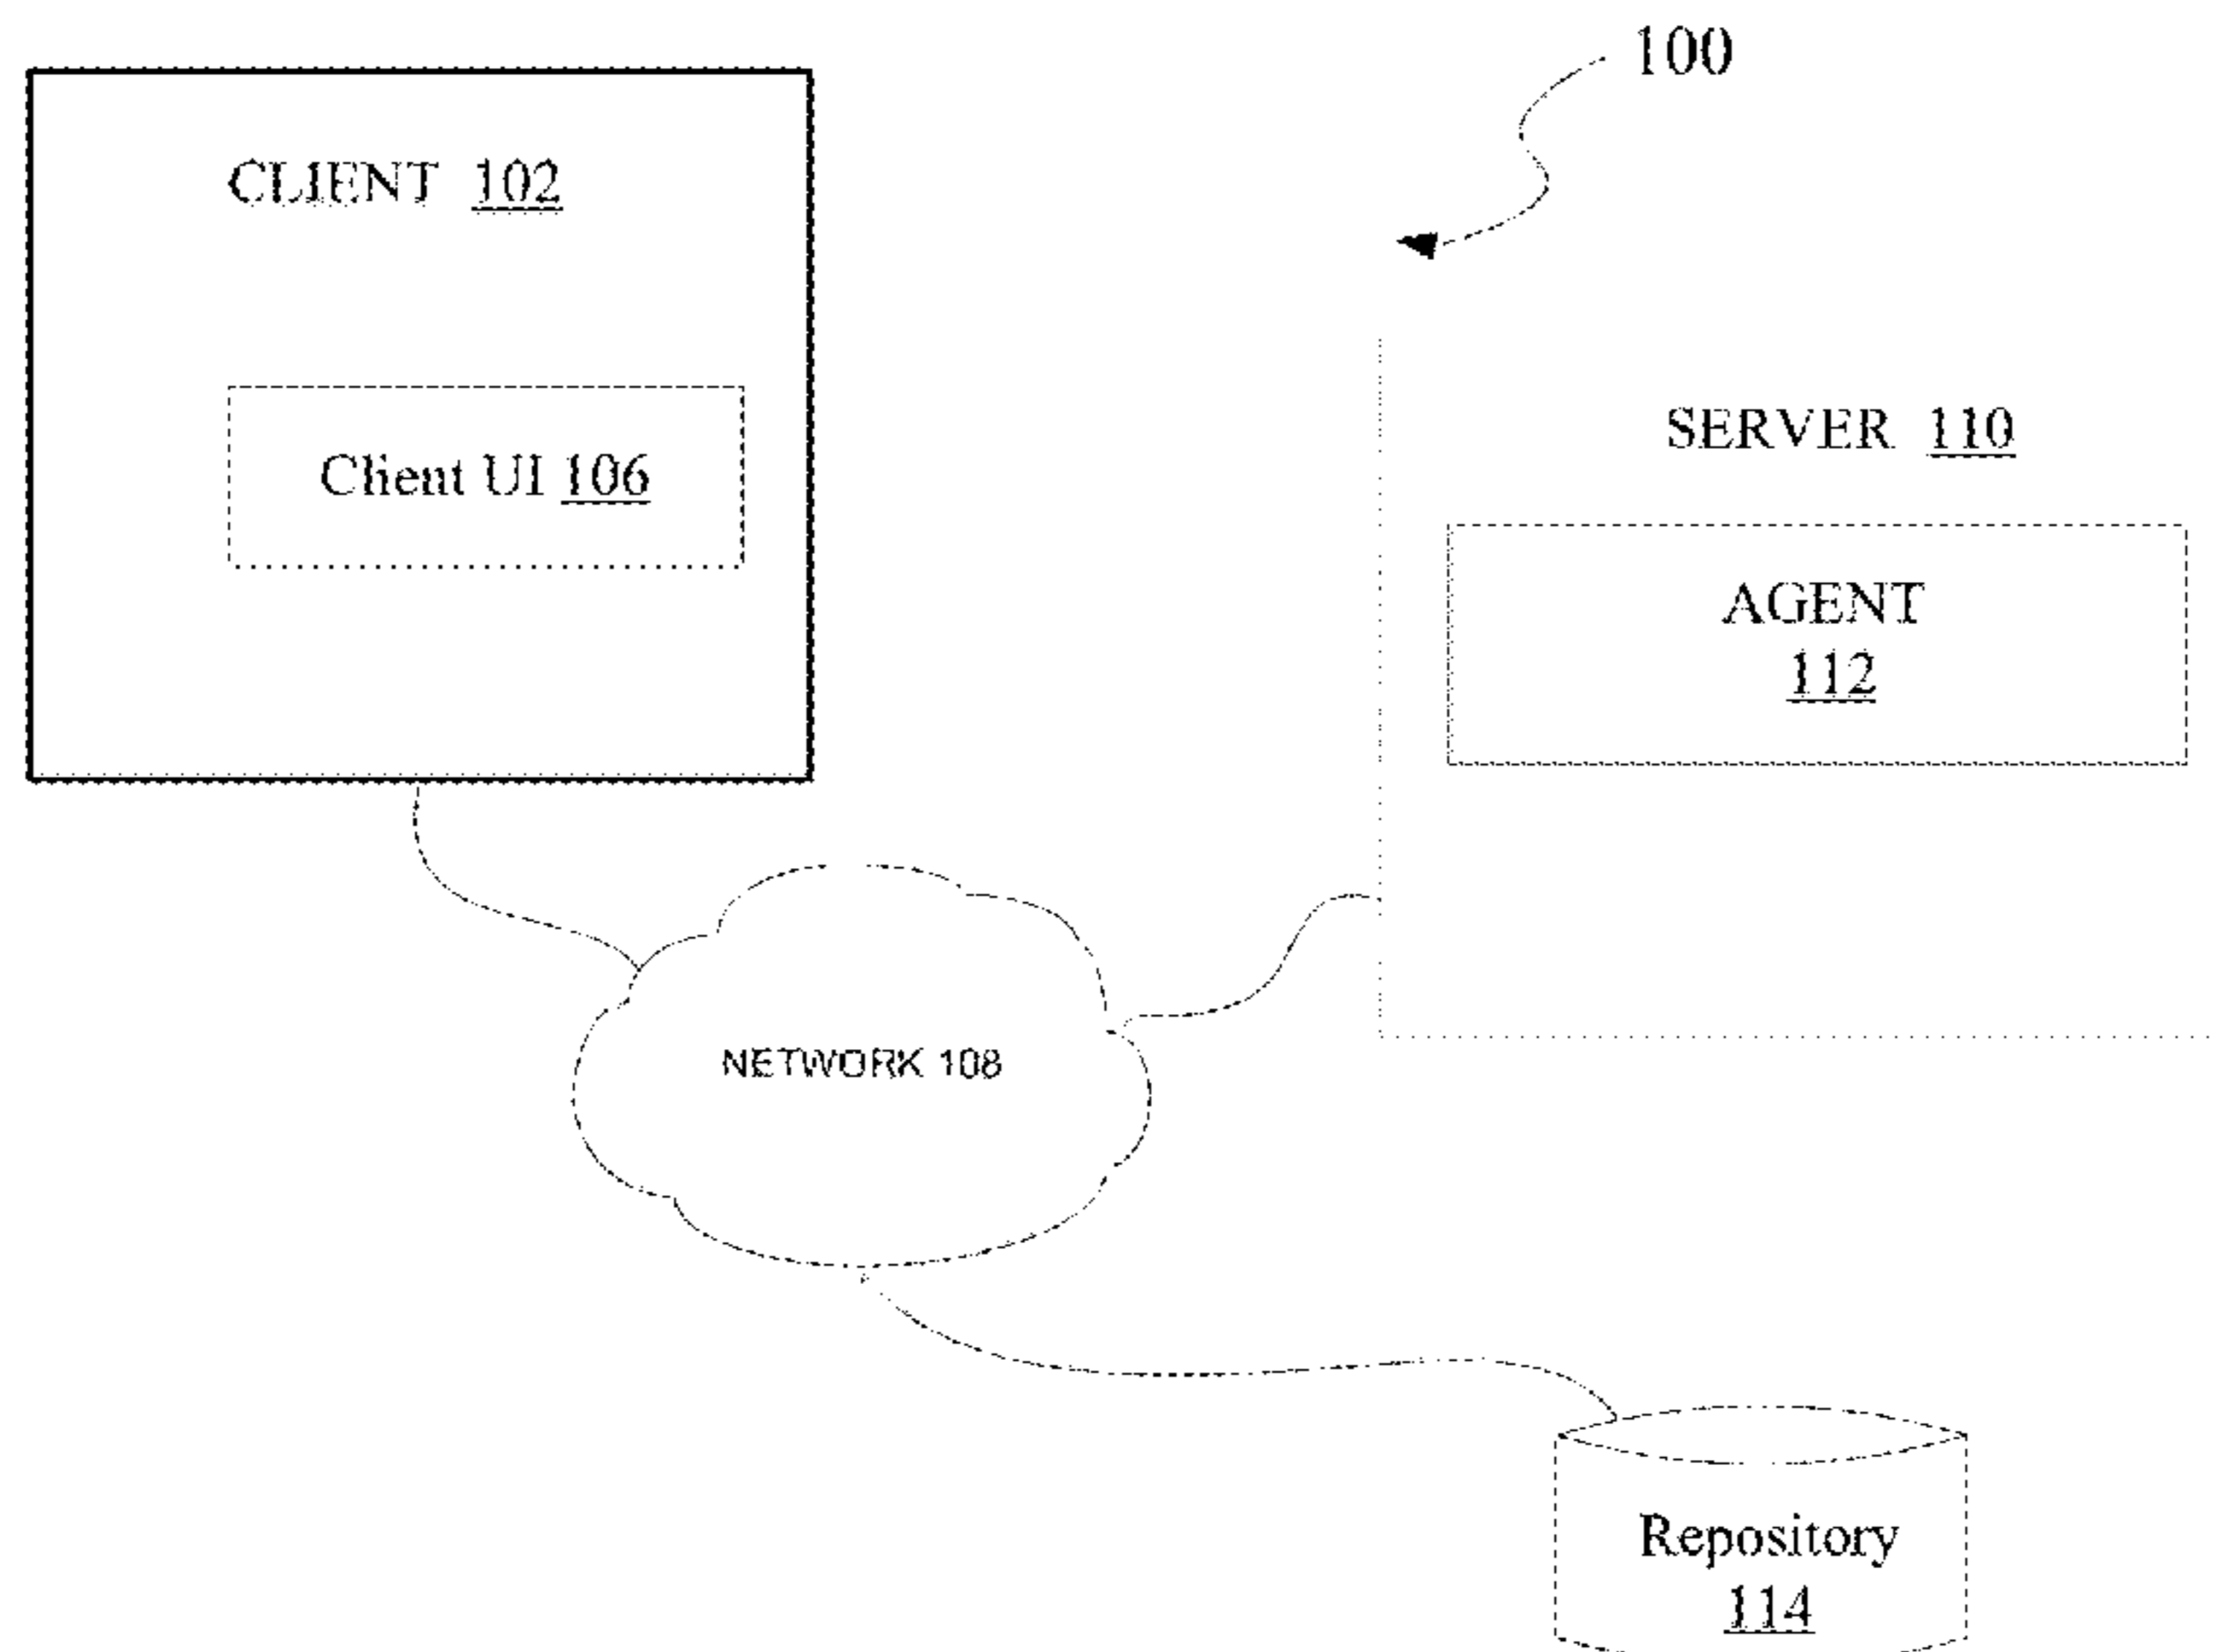 100
CLIENT 102
Client UI 106
SERVER 110
AGENT
112
NETWORK 108
Repository
114